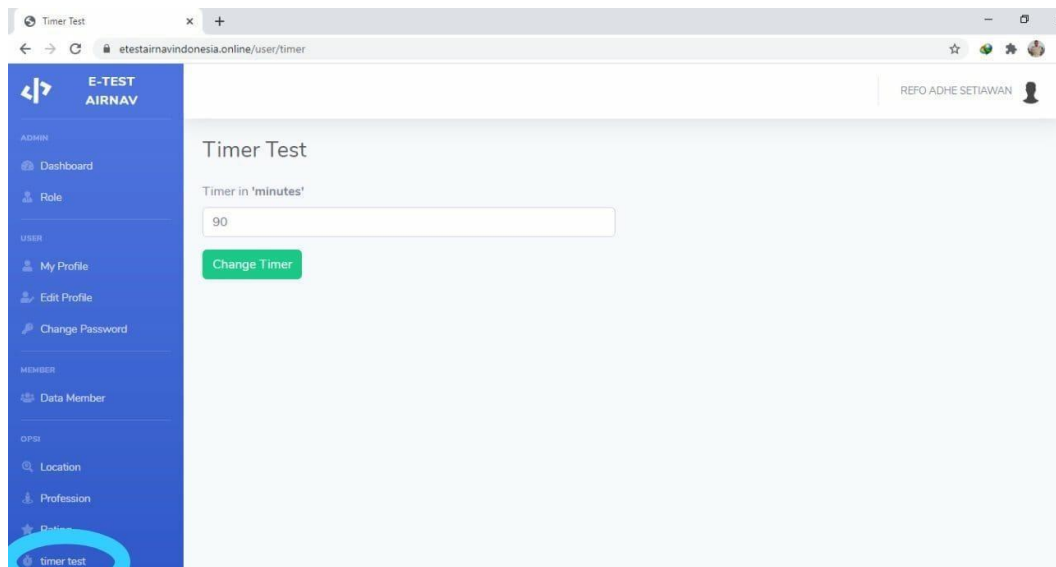 Timer Test
etestairnavindonesia.online/user/timer
E-TEST
AIRNAV
REFO ADHE SETIAWAN
ADMIN
Dashboard
Role
USER
My Profile
Edit Profile
Change Password
MEMBER
Data Member
OPSI
Location
Profession
Rating
timer test
Timer Test
Timer in 'minutes'
90
Change Timer